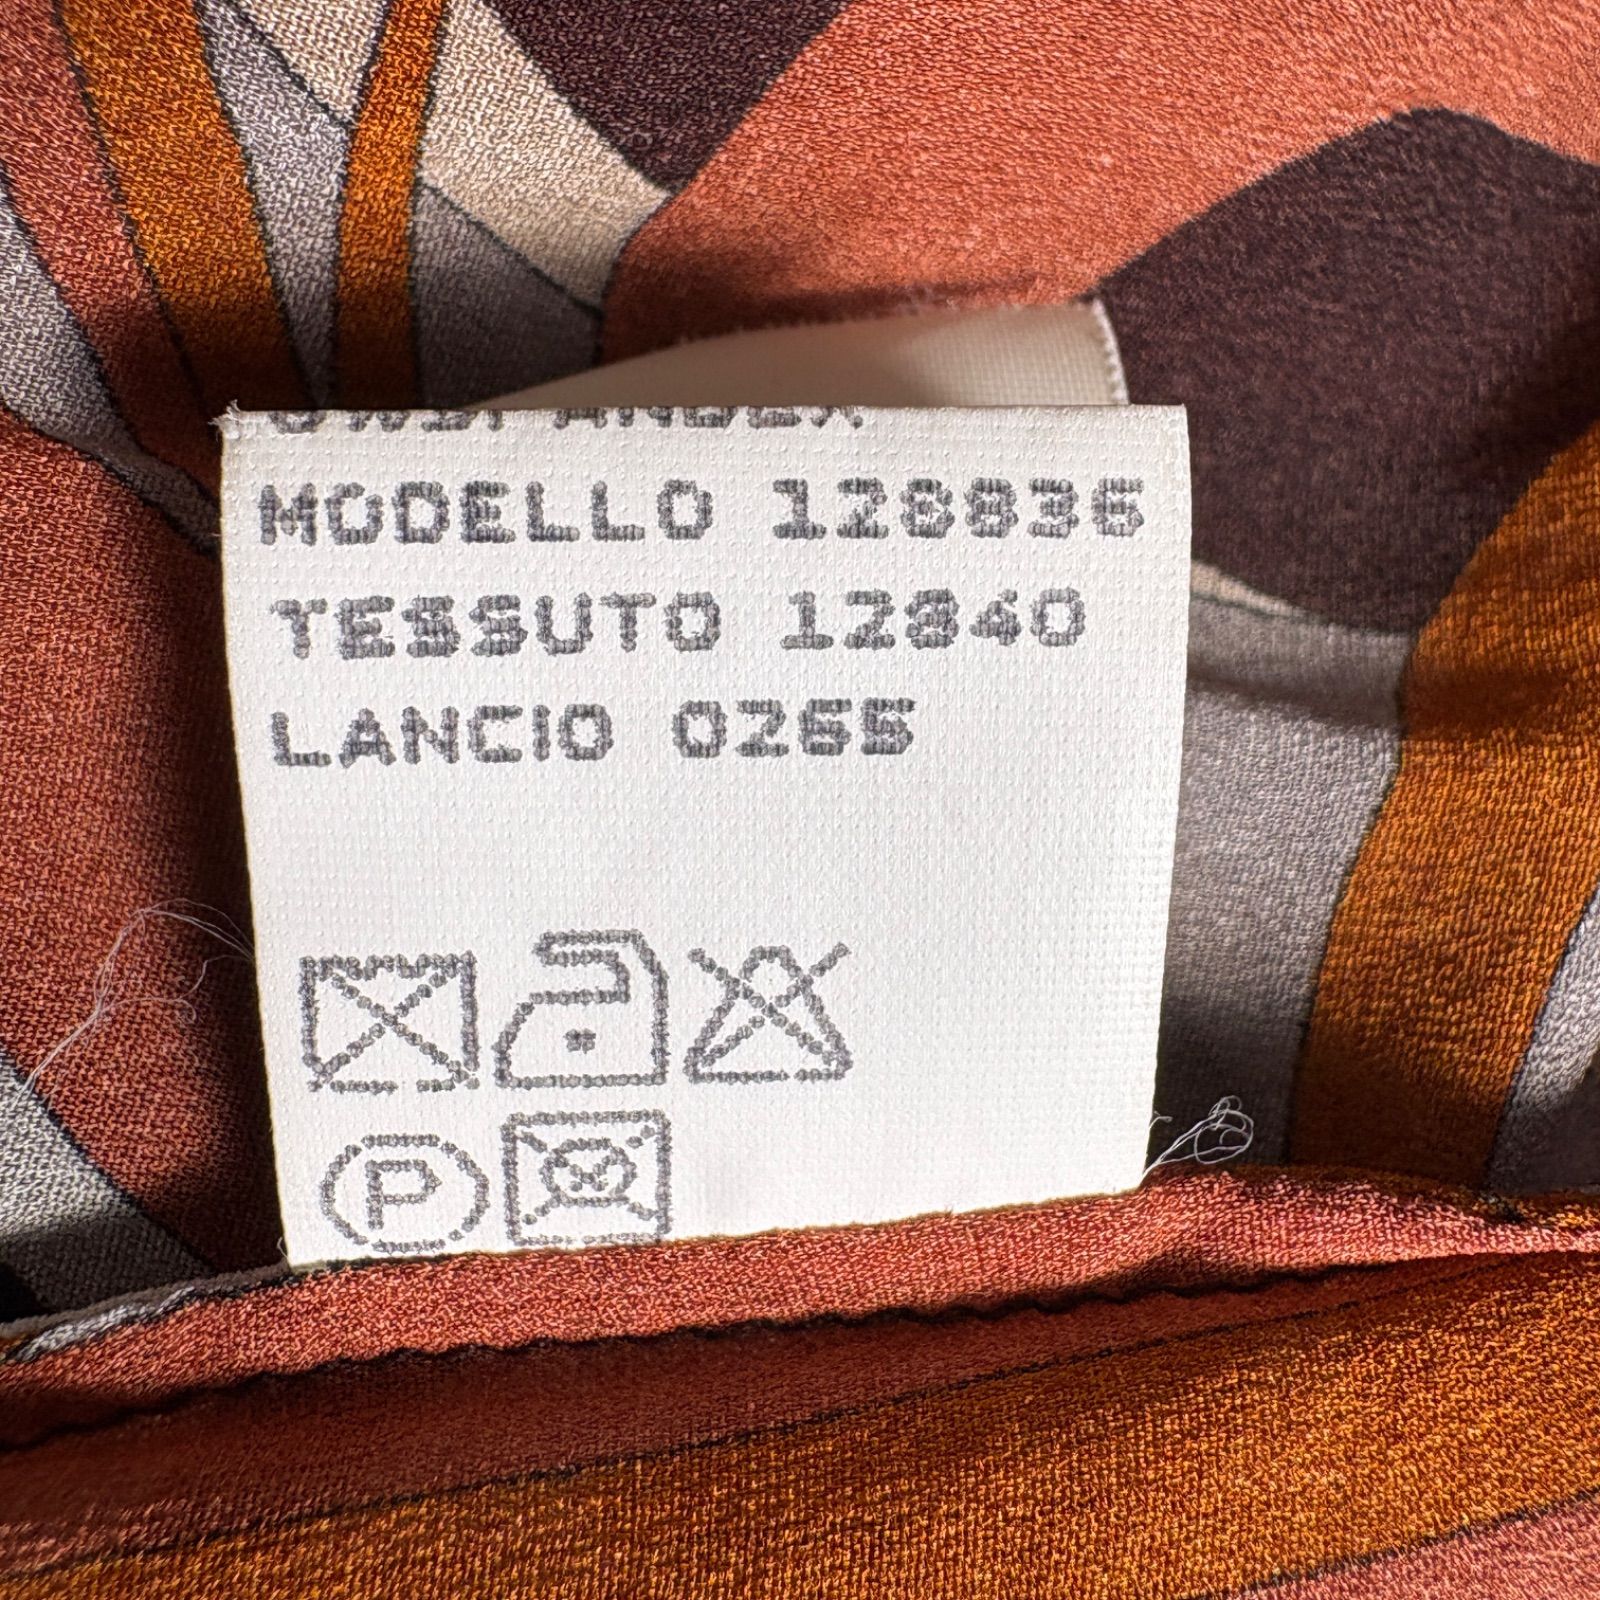 MODELLO 128836
TESSUTO 12840
LANCIO 0265
P